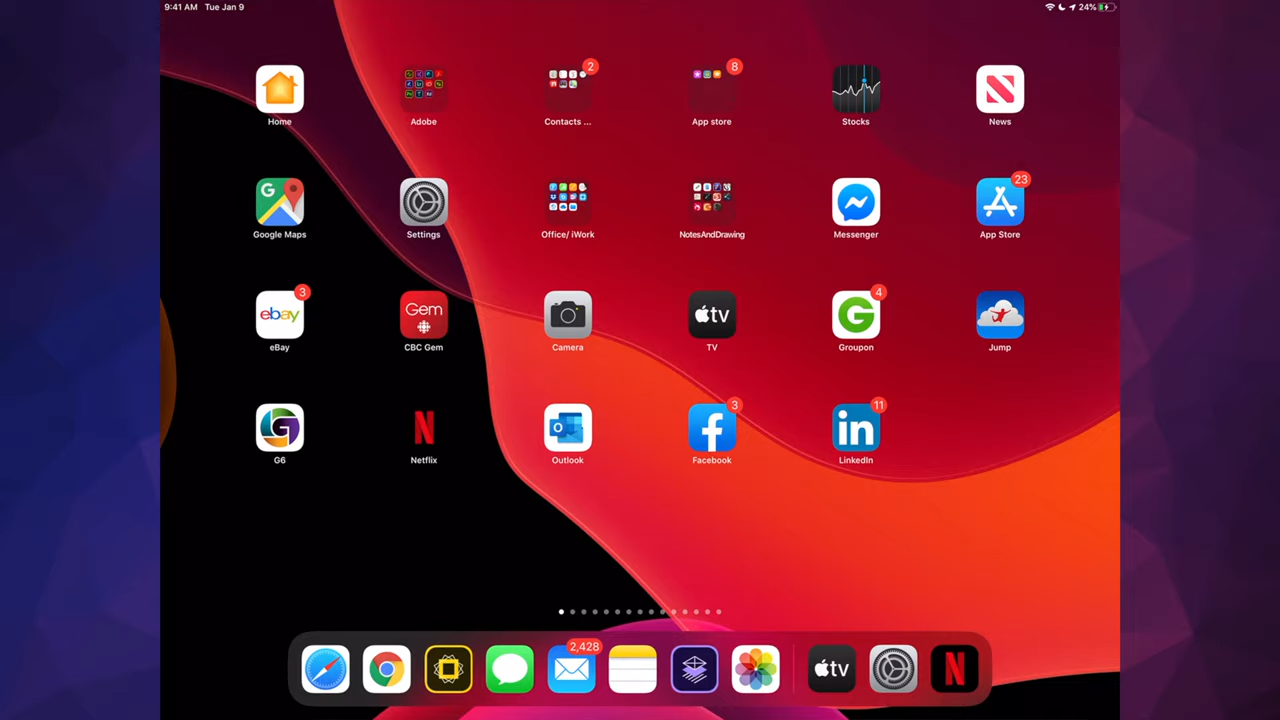 9:41 AM Tue Jan 9
24%
2
8
Home
Adobe
Contacts ...
App store
Stocks
News
G
23
Google Maps
Settings
Office/ iWork
NotesAndDrawing
Messenger
App Store
3
4
ebay
Gem
tv
G
eBay
CBC Gem
Camera
TV
Groupon
Jump
3
11
G
N
O
f
in
G6
Netflix
Outlook
Facebook
LinkedIn
2,428
tv
N